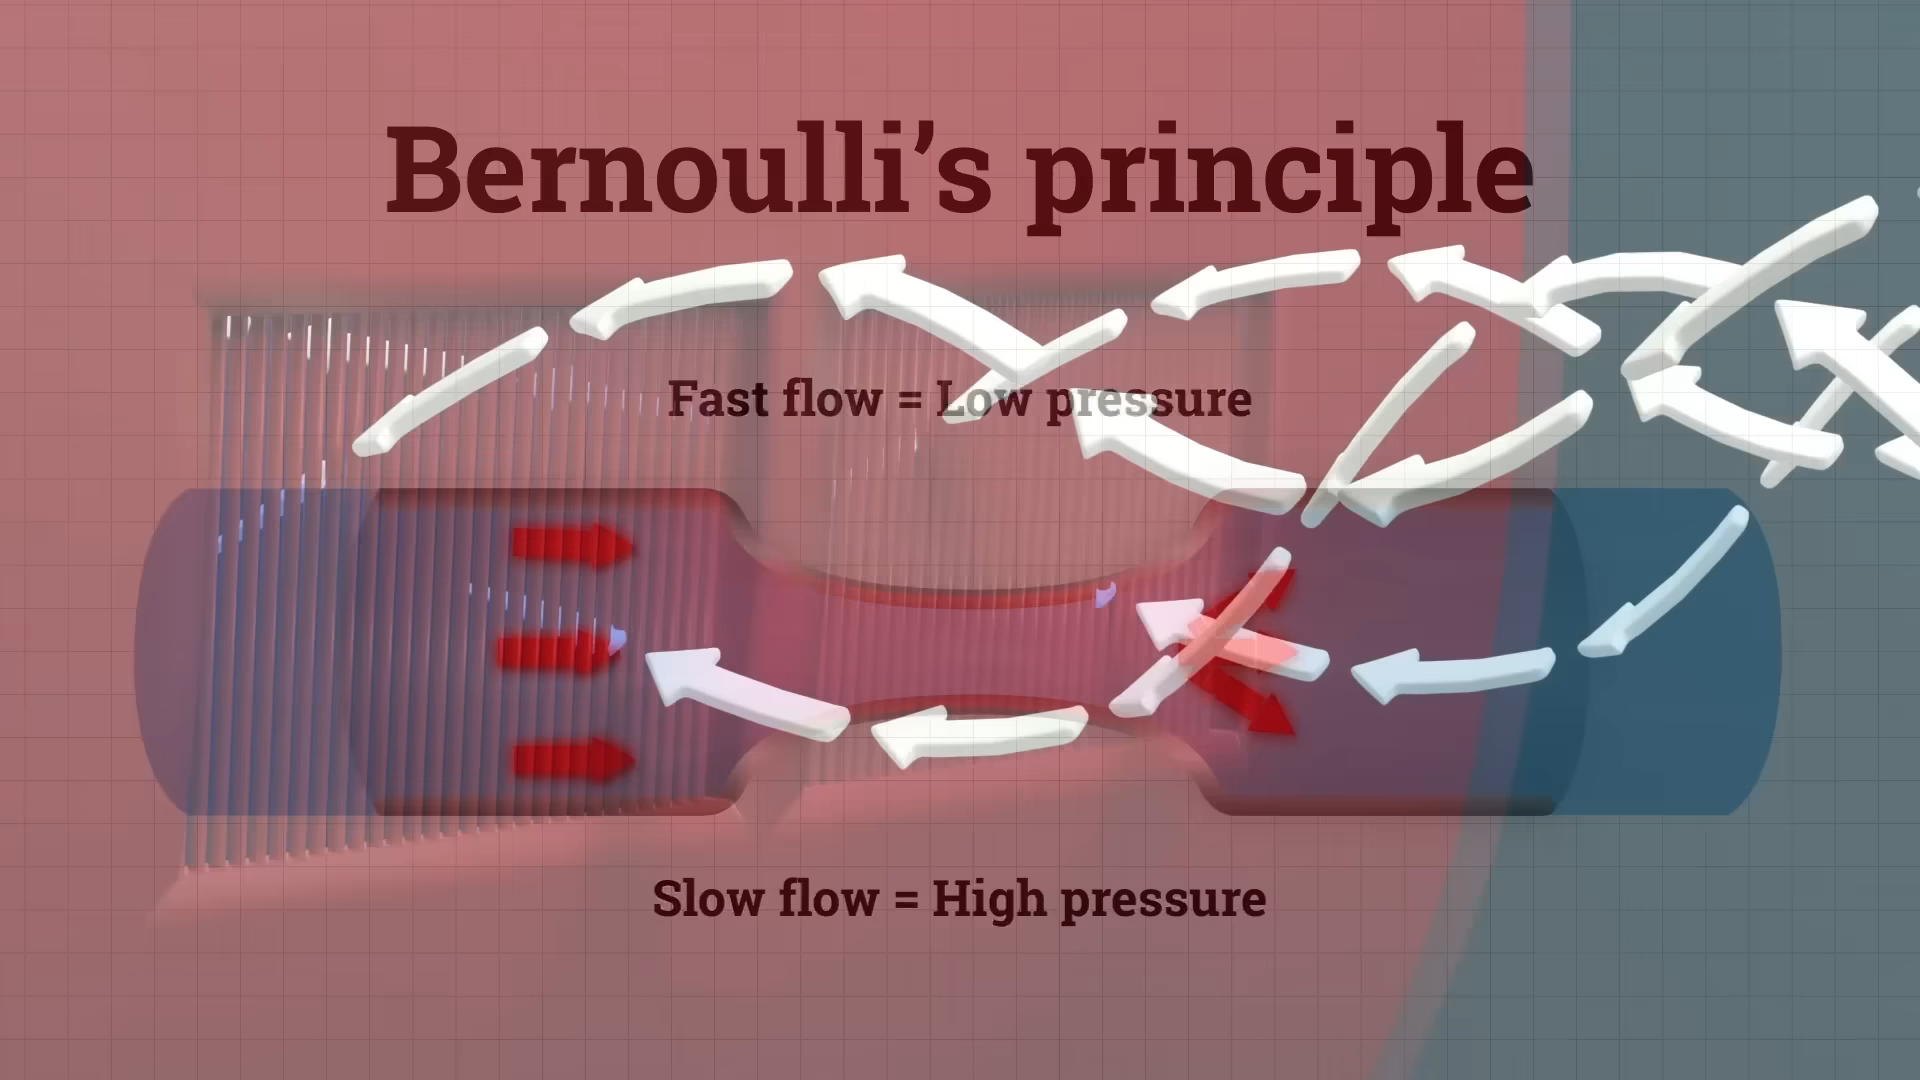 Bernoulli’s principle
Fast flow = Low pressure
Slow flow = High pressure